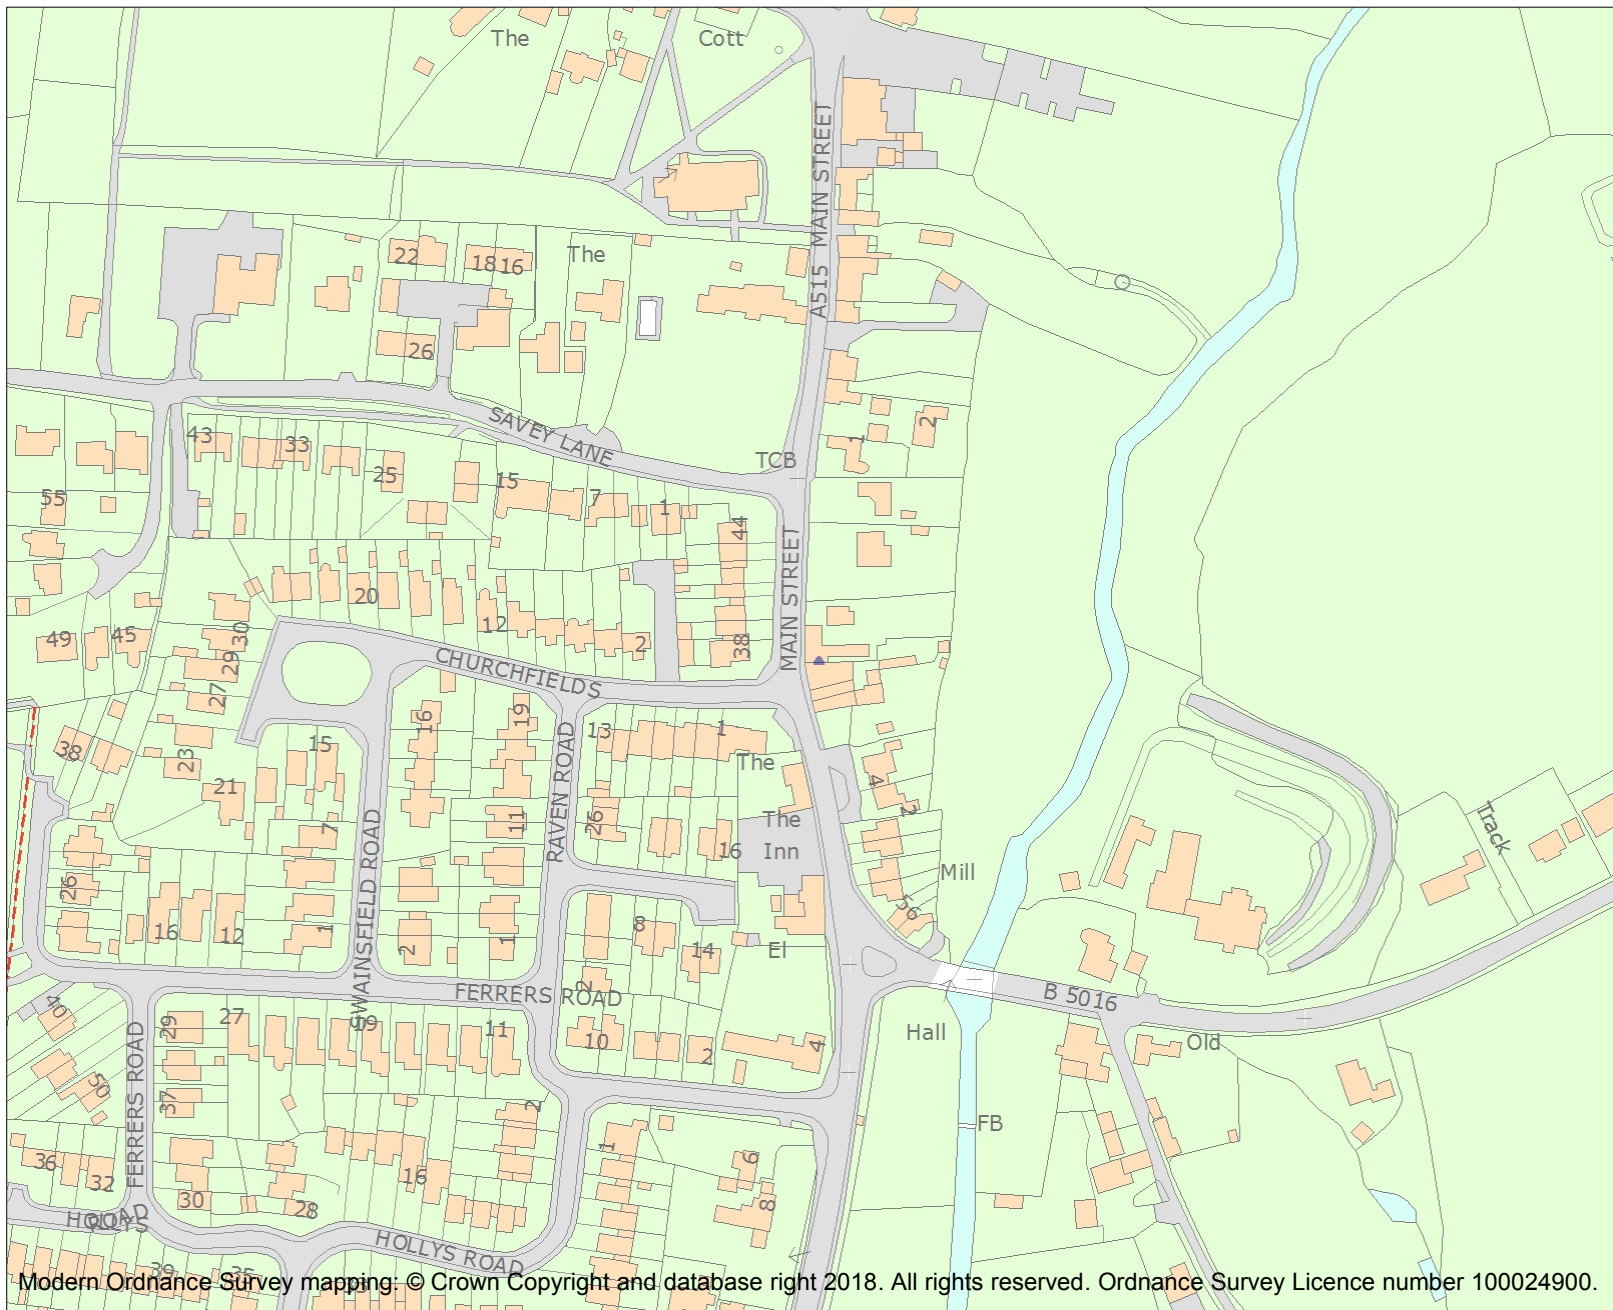 The
Cott
A515 MAIN STREET
The
22
18
16
26
SAVEY LANE
43
33
25
15
7
1
TCB
1
2
55
44
MAIN STREET
20
12
2
38
49
45
30
29
27
CHURCHFIELDS
16
19
13
1
RAVEN ROAD
The
4
2
38
23
15
21
7
SWAINSFIELD ROAD
11
26
16
The
Inn
Mill
56
Track
26
16
12
1
2
1
8
14
El
2
FERRERS ROAD
B 5016
Hall
Old
40
29
27
19
11
10
2
4
50
37
FERRERS ROAD
2
1
FB
36
32
30
28
16
6
8
HOLLYS
ROAD
HOLLYS ROAD
39
35
Modern Ordnance Survey mapping: © Crown Copyright and database right 2018. All rights reserved. Ordnance Survey Licence number 100024900.